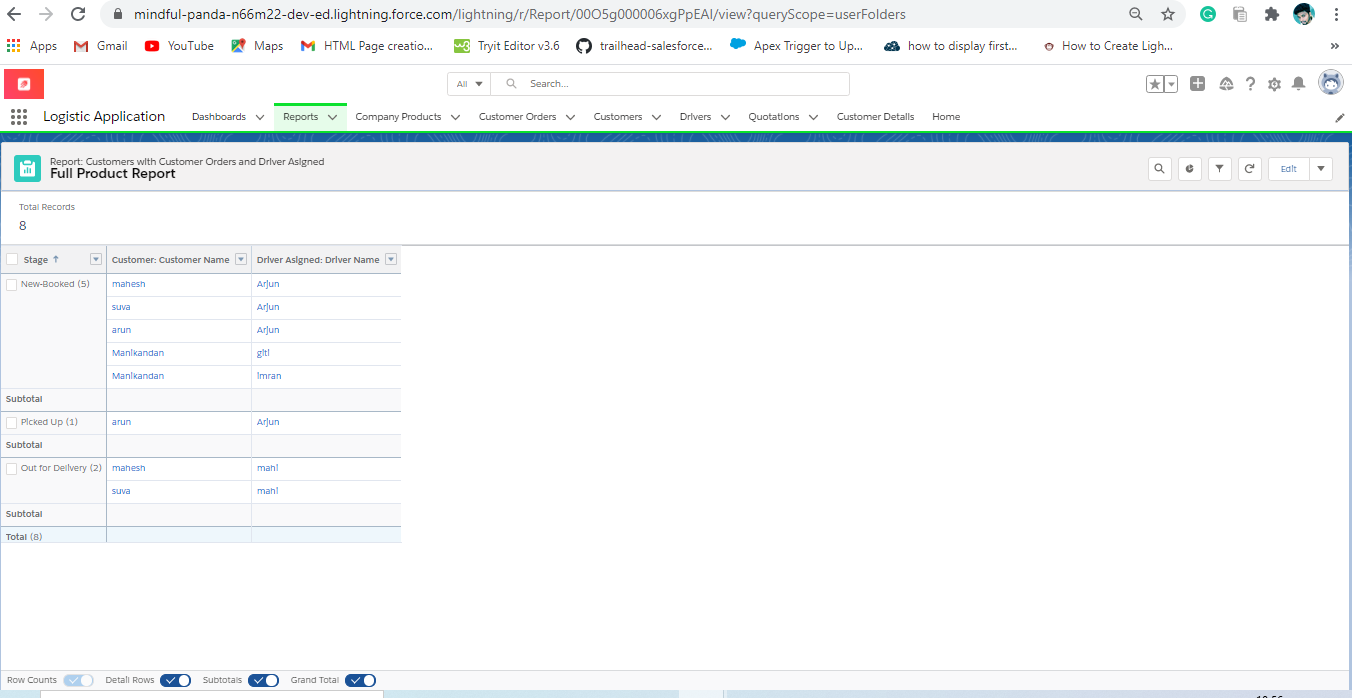 mindful-panda-n66m22-dev-ed.lightning.force.com/lightning/r/Report/00O5g000006xgPpEAI/view?queryScope=userFolders
Apps Gmail YouTube Maps HTML Page creatio... Tryit Editor v3.6 trailhead-salesforce... Apex Trigger to Up... how to display first... How to Create Ligh... »
All Search...
Logistic Application Dashboards Reports Company Products Customer Orders Customers Drivers Quotations Customer Details Home
Report: Customers with Customer Orders and Driver Asigned
Full Product Report
Edit
Total Records
8
Stage ↑ Customer: Customer Name Driver Asigned: Driver Name
New-Booked (5) mahesh Arjun
suva Arjun
arun Arjun
Manikandan giti
Manikandan imran
Subtotal
Picked Up (1) arun Arjun
Subtotal
Out for Delivery (2) mahesh mahi
suva mahi
Subtotal
Total (8)
Row Counts Detail Rows Subtotals Grand Total